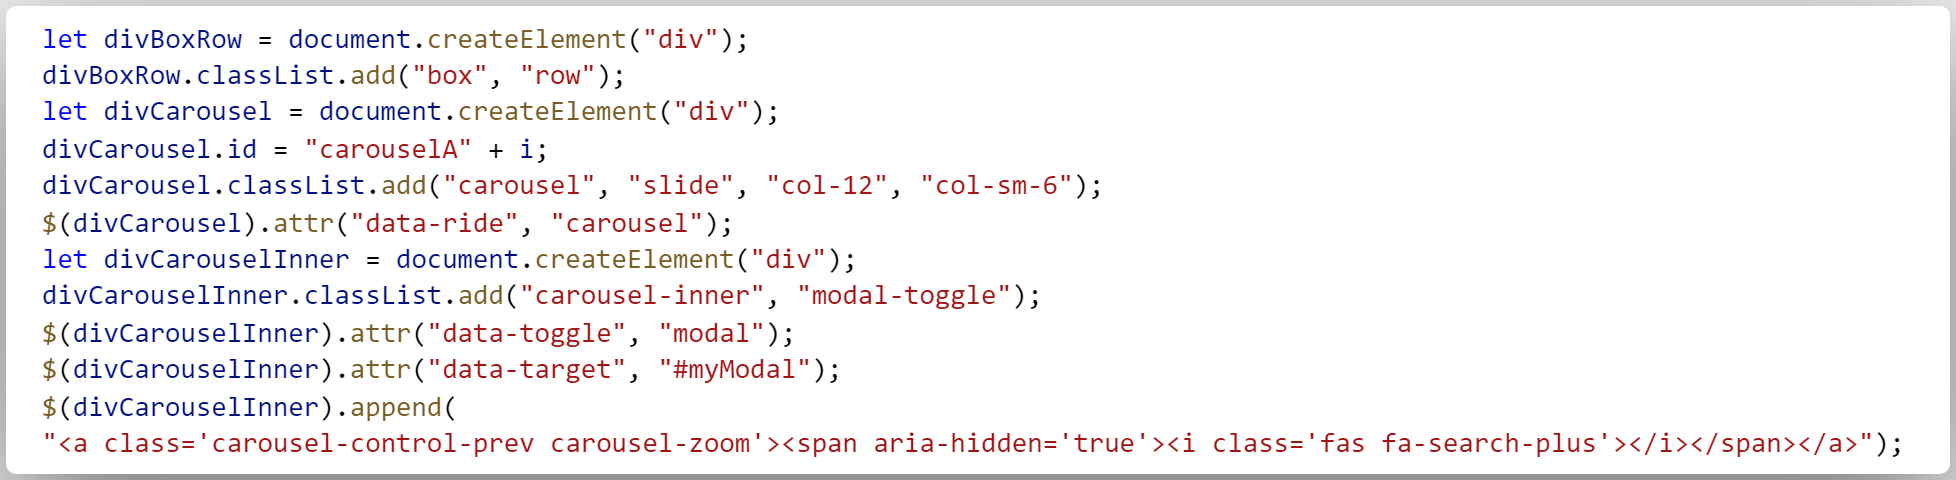 let divBoxRow = document.createElement("div");
divBoxRow.classList.add("box", "row");
let divCarousel = document.createElement("div");
divCarousel.id = "carouselA" + i;
divCarousel.classList.add("carousel", "slide", "col-12", "col-sm-6");
$(divCarousel).attr("data-ride", "carousel");
let divCarouselInner = document.createElement("div");
divCarouselInner.classList.add("carousel-inner", "modal-toggle");
$(divCarouselInner).attr("data-toggle", "modal");
$(divCarouselInner).attr("data-target", "#myModal");
$(divCarouselInner).append(
"<a class='carousel-control-prev carousel-zoom'><span aria-hidden='true'><i class='fas fa-search-plus'></i></span></a>");